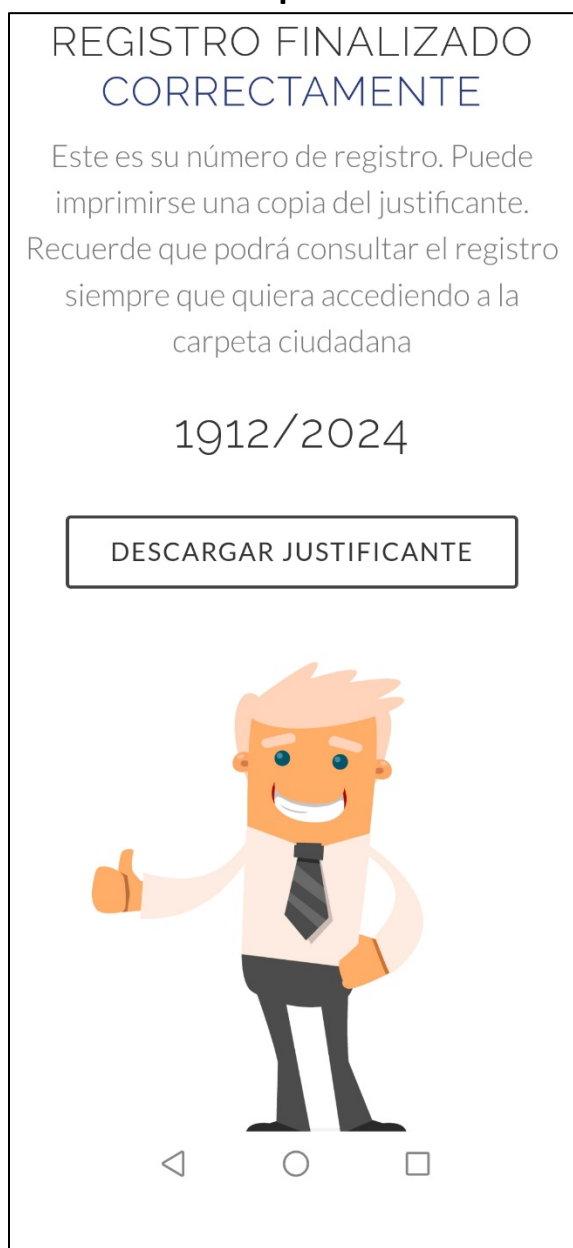 REGISTRO FINALIZADO
CORRECTAMENTE
Este es su número de registro. Puede
imprimirse una copia del justificante.
Recuerde que podrá consultar el registro
siempre que quiera accediendo a la
carpeta ciudadana
1912/2024
DESCARGAR JUSTIFICANTE